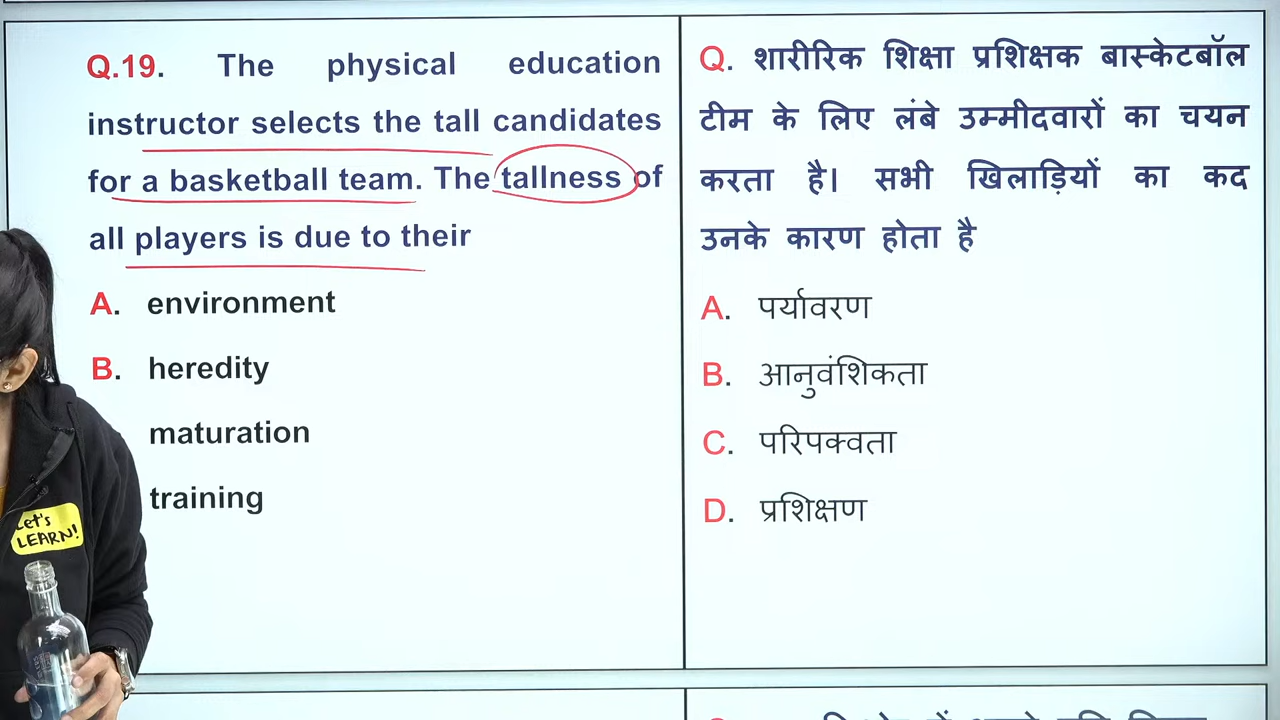 Q.19. The physical education
instructor selects the tall candidates
for a basketball team. The tallness of
all players is due to their
A. environment
B. heredity
maturation
training
Q. शारीरिक शिक्षा प्रशिक्षक बास्केटबॉल
टीम के लिए लंबे उम्मीदवारों का चयन
करता है। सभी खिलाड़ियों का कद
उनके कारण होता है
A. पर्यावरण
B. आनुवंशिकता
C. परिपक्वता
D. प्रशिक्षण
Let's
LEARN!